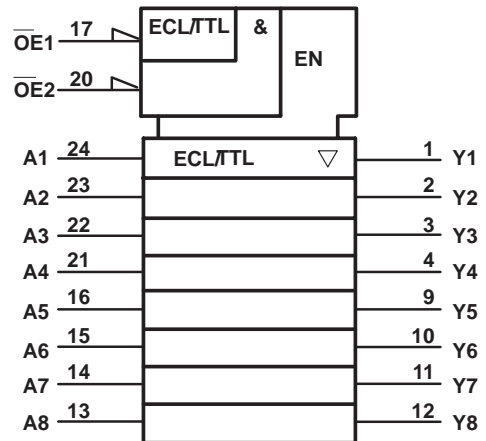 OE1 17 ECL/TTL & EN
OE2 20
A1 24 ECL/TTL ▽ 1 Y1
A2 23 2 Y2
A3 22 3 Y3
A4 21 4 Y4
A5 16 9 Y5
A6 15 10 Y6
A7 14 11 Y7
A8 13 12 Y8